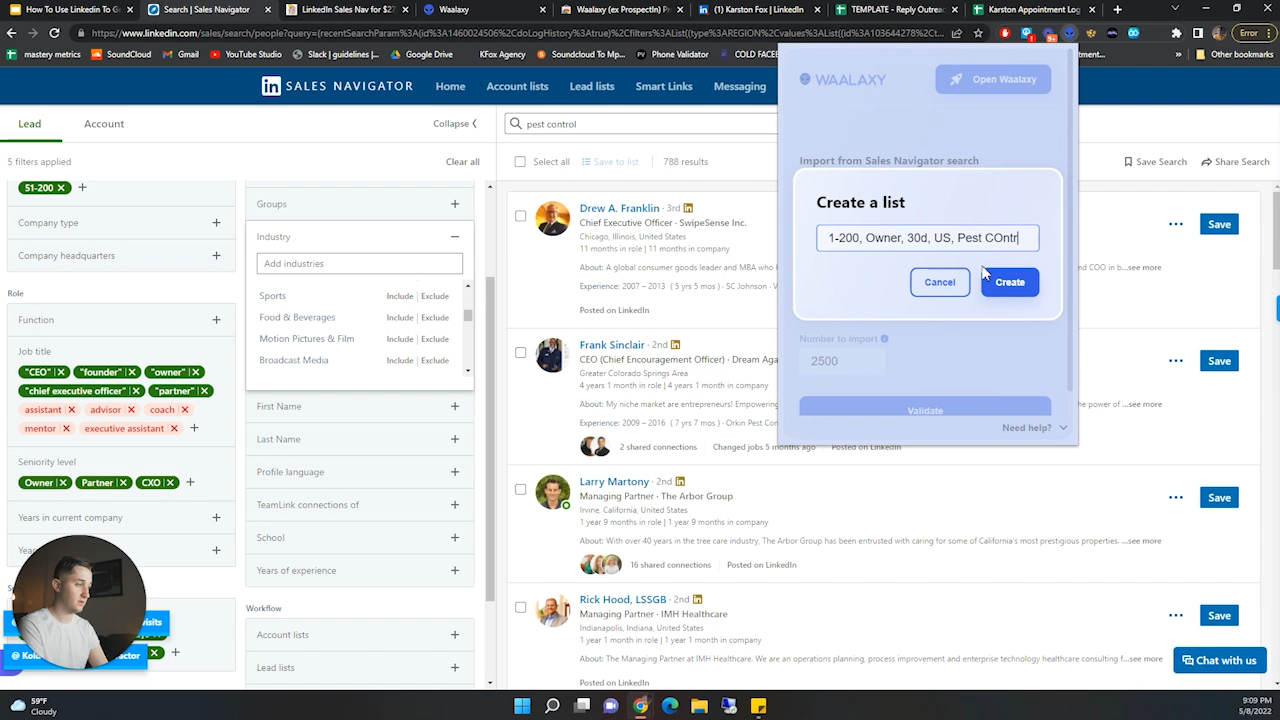 How To Use Linkedin To G
Search | Sales Navigator
LinkedIn Sales Nav for $27
Waalaxy
Waalaxy (ex ProspectIn) P
(1) Karston Fox | LinkedIn
TEMPLATE - Reply Outreac
Karston Appointment Log
https://www.linkedin.com/sales/search/people?query=(recentSearchParam%3A(id%3A1460024506%2CdoLogHistory%3Atrue)%2Cfilters%3AList((type%3AREGION%2Cvalues%3AList((id%3A103644278%2Ct
9+
Error
mastery metrics
SoundCloud
Gmail
YouTube Studio
Slack | guidelines
Google Drive
KFox Agency
Soundcloud To Mp...
Phone Validator
Other bookmarks
SALES NAVIGATOR
Home
Account lists
Lead lists
Smart Links
Messaging
WAALAXY
Open Waalaxy
Lead
Account
Collapse
pest control
5 filters applied
Clear all
Select all
Save to list
788 results
Import from Sales Navigator search
Save Search
Share Search
51-200
Company type
Company headquarters
Role
Function
Job title
"CEO"
"founder"
"owner"
"chief executive officer"
"partner"
assistant
advisor
coach
mentor
executive assistant
Seniority level
Owner
Partner
CXO
Years in current company
Groups
Industry
Add industries
Sports
Include | Exclude
Food & Beverages
Include | Exclude
Motion Pictures & Film
Include | Exclude
Broadcast Media
Include | Exclude
First Name
Last Name
Profile language
TeamLink connections of
School
Years of experience
Workflow
Account lists
Lead lists
Create a list
1-200, Owner, 30d, US, Pest COntr
Cancel
Create
Number to import
2500
Validate
Need help?
Drew A. Franklin · 3rd
Chief Executive Officer · SwipeSense Inc.
Chicago, Illinois, United States
11 months in role | 11 months in company
About: A global consumer goods leader and MBA who
COO in b...see more
Experience: 2007 – 2013 ( 5 yrs 5 mos ) · SC Johnson ·
Posted on LinkedIn
Save
Frank Sinclair · 2nd
CEO (Chief Encouragement Officer) · Dream Aga
Greater Colorado Springs Area
4 years 1 month in role | 4 years 1 month in company
About: My niche market are entrepreneurs! Empowering
the power of ...see more
Experience: 2009 – 2016 ( 7 yrs 7 mos ) · Orkin Pest
2 shared connections
Changed jobs 5 months ago
Posted on LinkedIn
Save
Larry Martony · 2nd
Managing Partner · The Arbor Group
Irvine, California, United States
1 year 9 months in role | 1 year 9 months in company
About: With over 40 years in the tree care industry, The Arbor Group has been entrusted with caring for some of California's most prestigious properties. ...see more
16 shared connections
Posted on LinkedIn
Save
Rick Hood, LSSGB · 2nd
Managing Partner · IMH Healthcare
Indianapolis, Indiana, United States
1 year 1 month in role | 1 year 1 month in company
About: The Managing Partner at IMH Healthcare. We are an operations planning, process improvement and enterprise technology healthcare consulting f...see more
Posted on LinkedIn
Save
visits
Chat with us
59°F
Cloudy
9:09 PM
5/8/2022